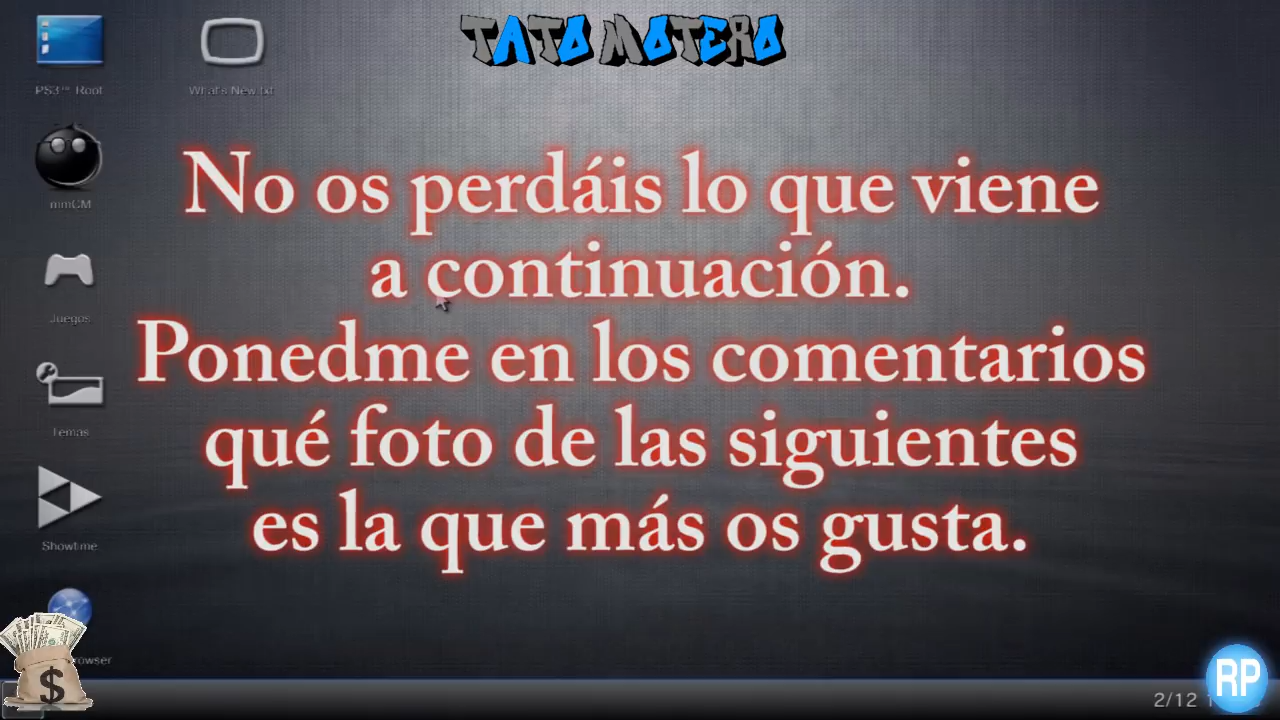 TATO MOTERO
PS3™ Root
What's New.txt
mmCM
Juegos
Temas
Showtime
No os perdáis lo que viene
a continuación.
Ponedme en los comentarios
qué foto de las siguientes
es la que más os gusta.
$
2/12
RP